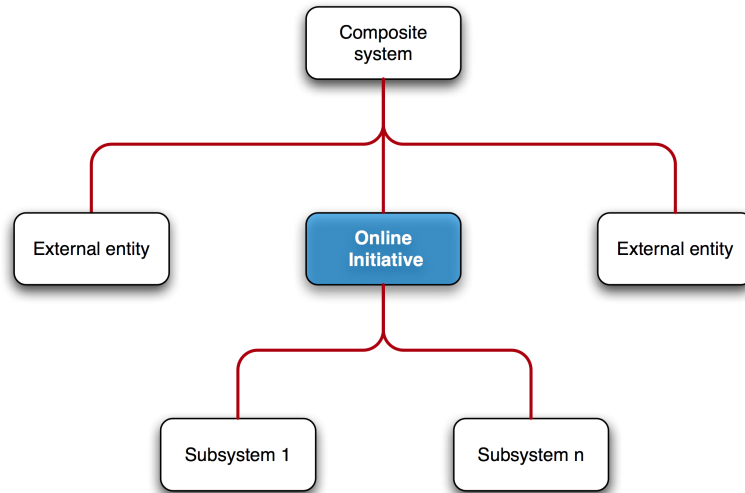 Composite
system
External entity
Online
Initiative
External entity
Subsystem 1
Subsystem n